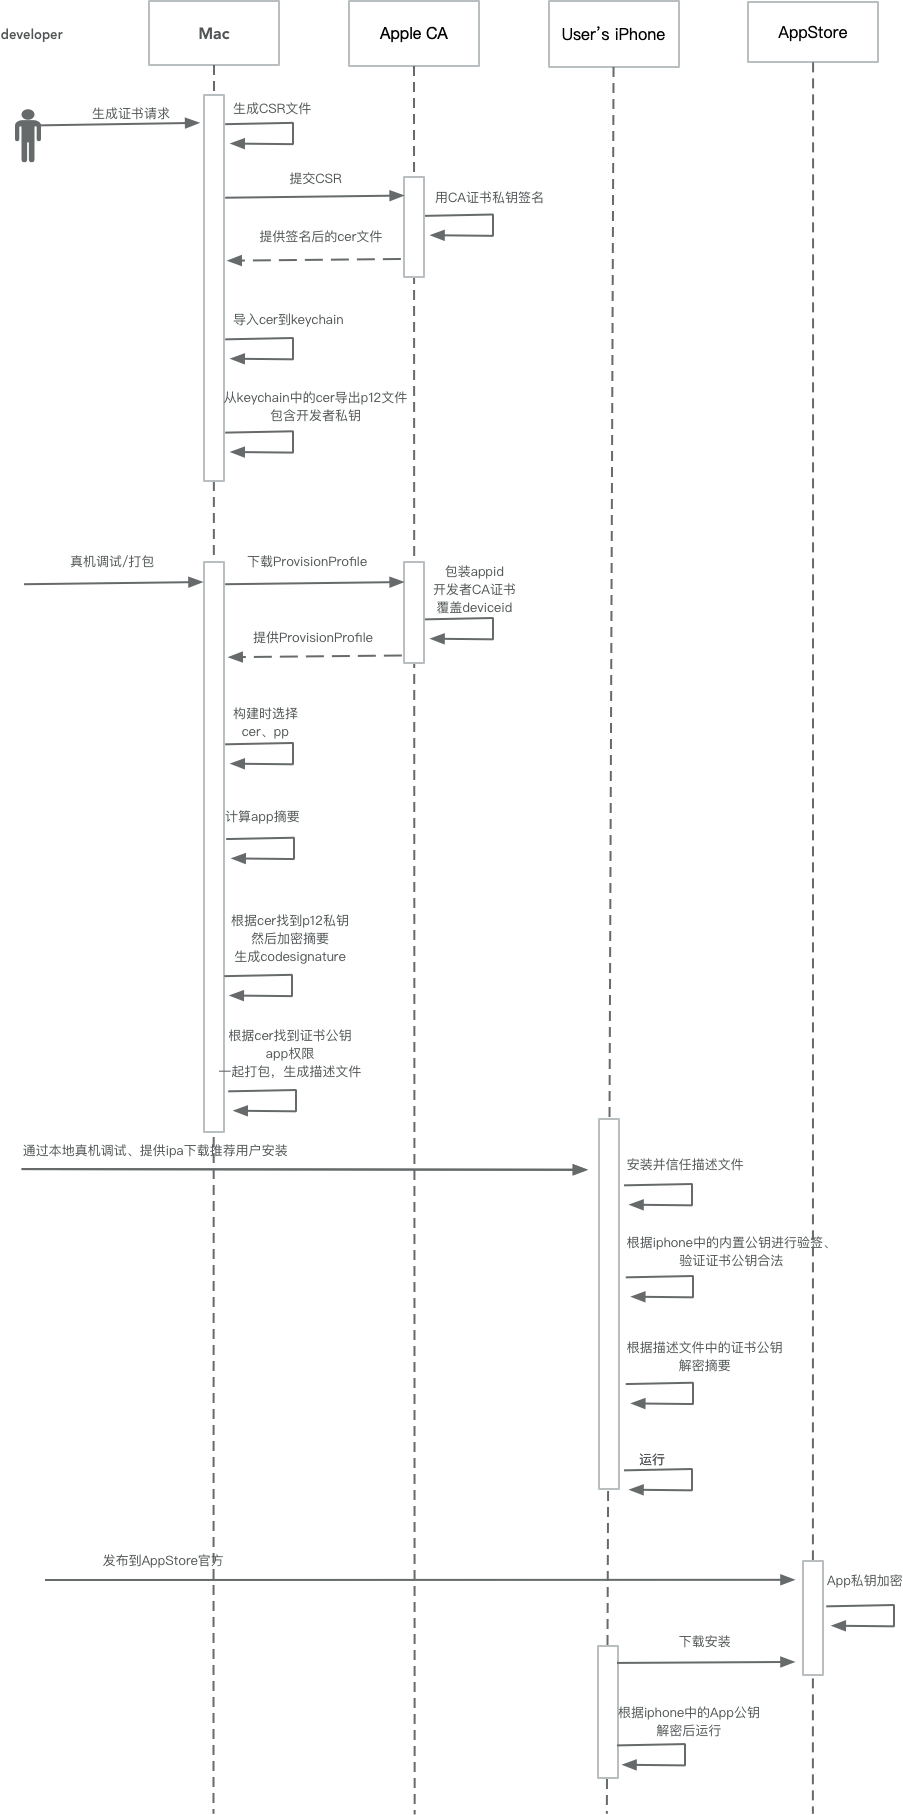 developer
Mac
Apple CA
User's iPhone
AppStore
生成证书请求
生成CSR文件
提交CSR
用CA证书私钥签名
提供签名后的cer文件
导入cer到keychain
从keychain中的cer导出p12文件
包含开发者私钥
真机调试/打包
下载ProvisionProfile
包装appid
开发者CA证书
覆盖deviceid
提供ProvisionProfile
构建时选择
cer、pp
计算app摘要
根据cer找到p12私钥
然后加密摘要
生成codesignature
根据cer找到证书公钥
app权限
一起打包，生成描述文件
通过本地真机调试、提供ipa下载推荐用户安装
安装并信任描述文件
根据iphone中的内置公钥进行验签、
验证证书公钥合法
根据描述文件中的证书公钥
解密摘要
运行
发布到AppStore官方
App私钥加密
下载安装
根据iphone中的App公钥
解密后运行